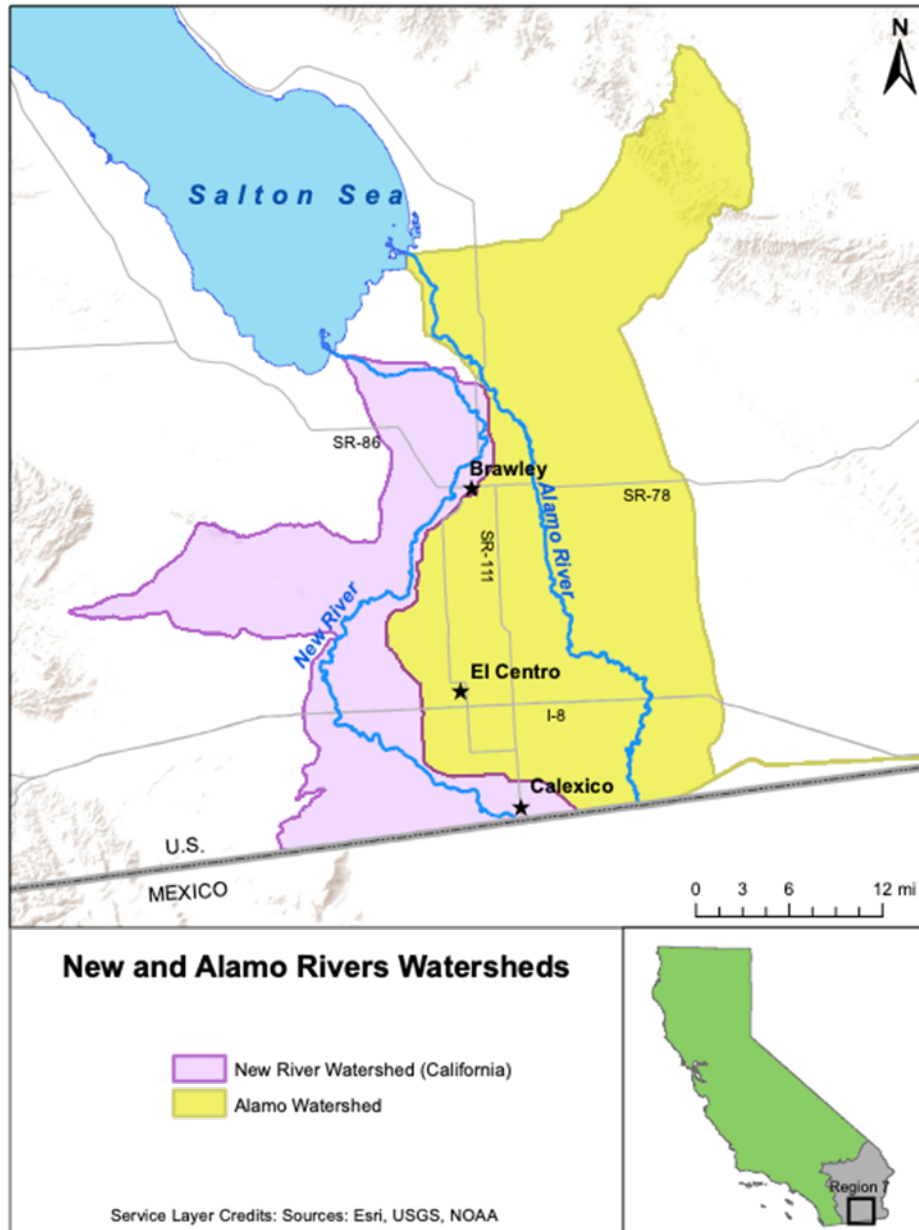 N
Salton Sea
SR-86
Brawley
SR-78
Alamo River
SR-111
New River
El Centro
I-8
Calexico
U.S.
MEXICO
0 3 6 12 mi
New and Alamo Rivers Watersheds
New River Watershed (California)
Alamo Watershed
Region 7
Service Layer Credits: Sources: Esri, USGS, NOAA